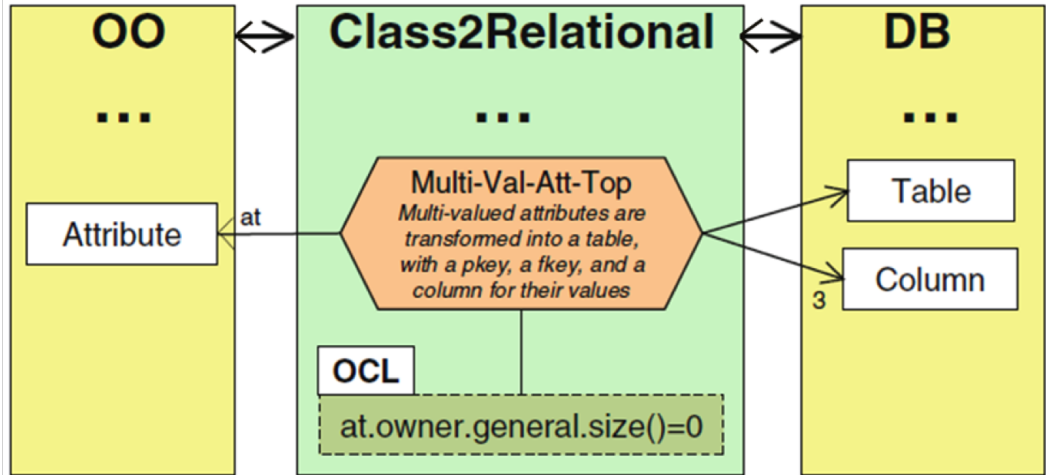 OO
Class2Relational
DB
...
...
...
Multi-Val-Att-Top
Multi-valued attributes are
transformed into a table,
with a pkey, a fkey, and a
column for their values
Attribute
at
Table
Column
3
OCL
at.owner.general.size()=0